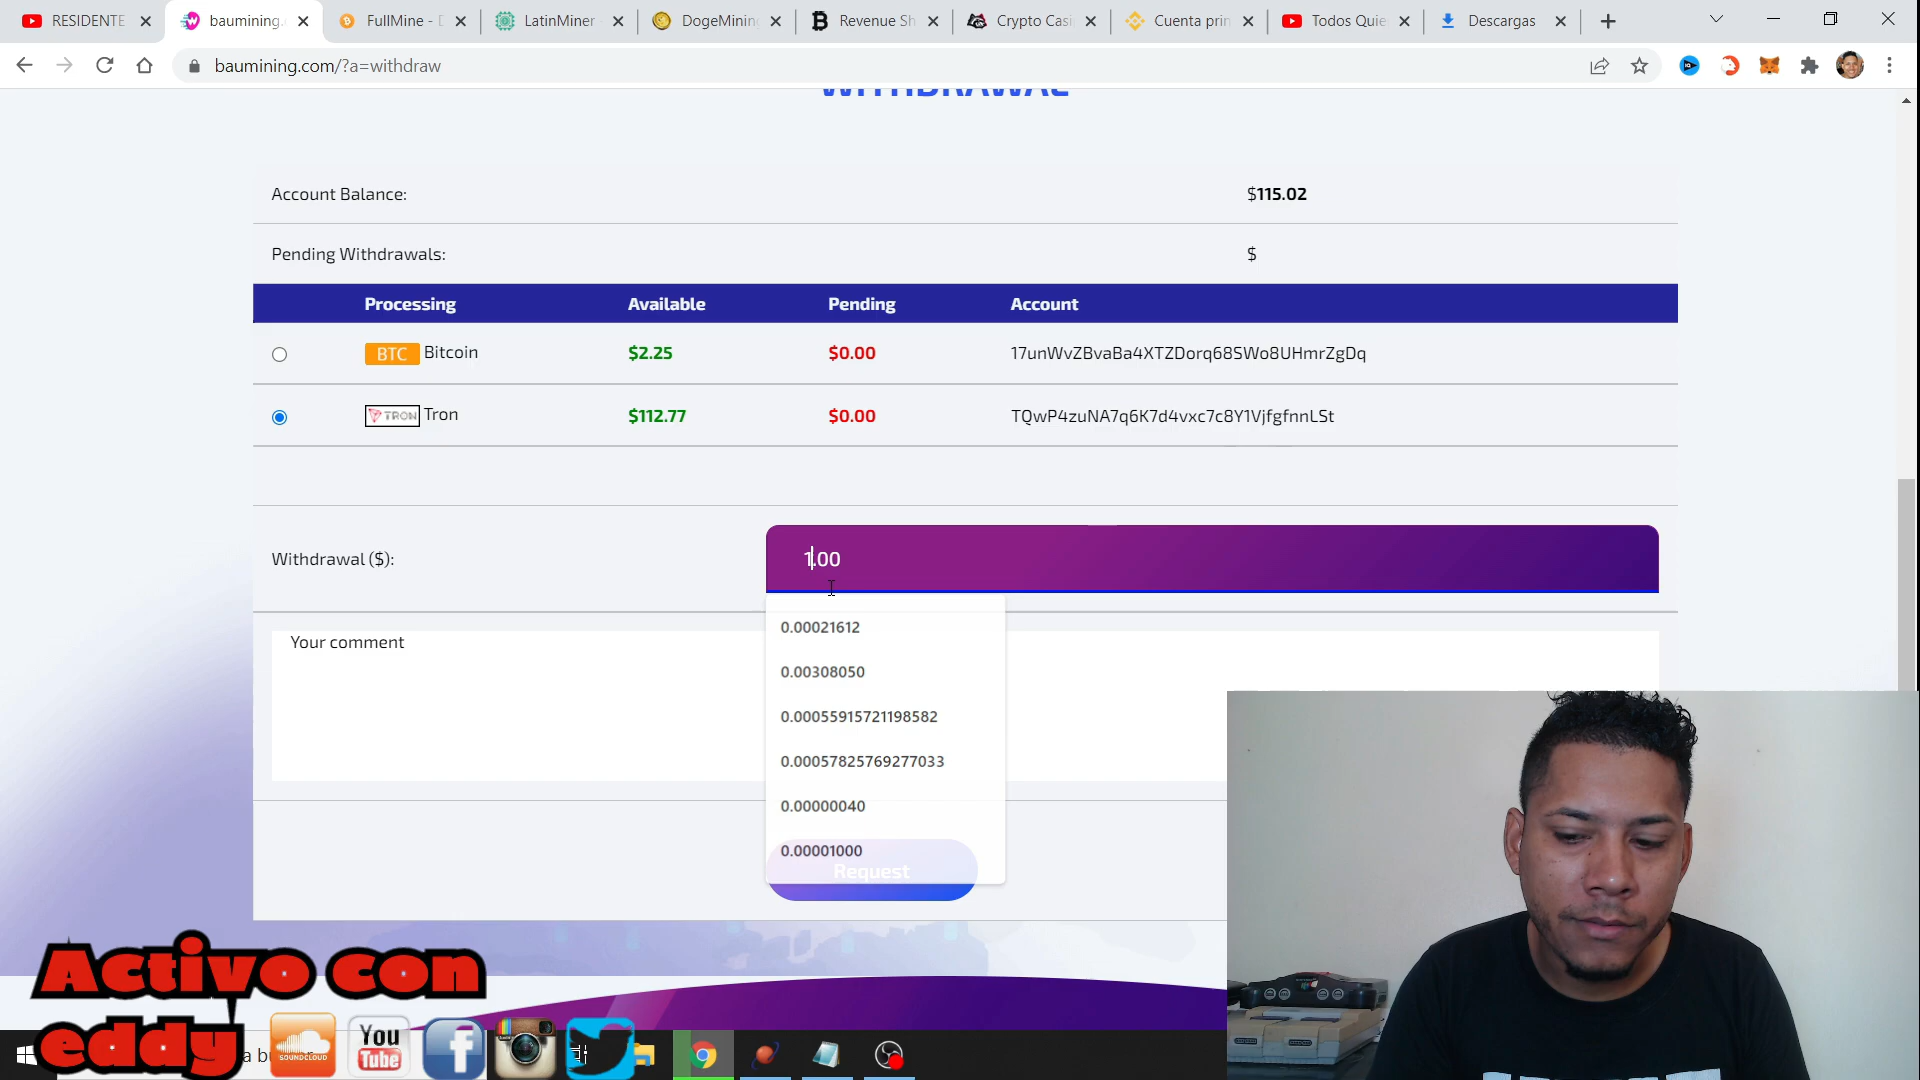 RESIDENTE
baumining.
FullMine - D
LatinMiner -
DogeMining
Revenue Sh
Crypto Casi
Cuenta prin
Todos Quie
Descargas
baumining.com/?a=withdraw
WITHDRAWAL
Account Balance: $115.02
Pending Withdrawals: $
Processing Available Pending Account
BTC Bitcoin $2.25 $0.00 17unWvZBvaBa4XTZDorq68SWo8UHmrZgDq
TRON Tron $112.77 $0.00 TQwP4zuNA7q6K7d4vxc7c8Y1VjfgfnnLSt
Withdrawal ($): 1.00
0.00021612
Your comment
0.00308050
0.00055915721198582
0.00057825769277033
0.00000040
0.00001000
Request
Activo con
eddy
SOUNDCLOUD
You
Tube